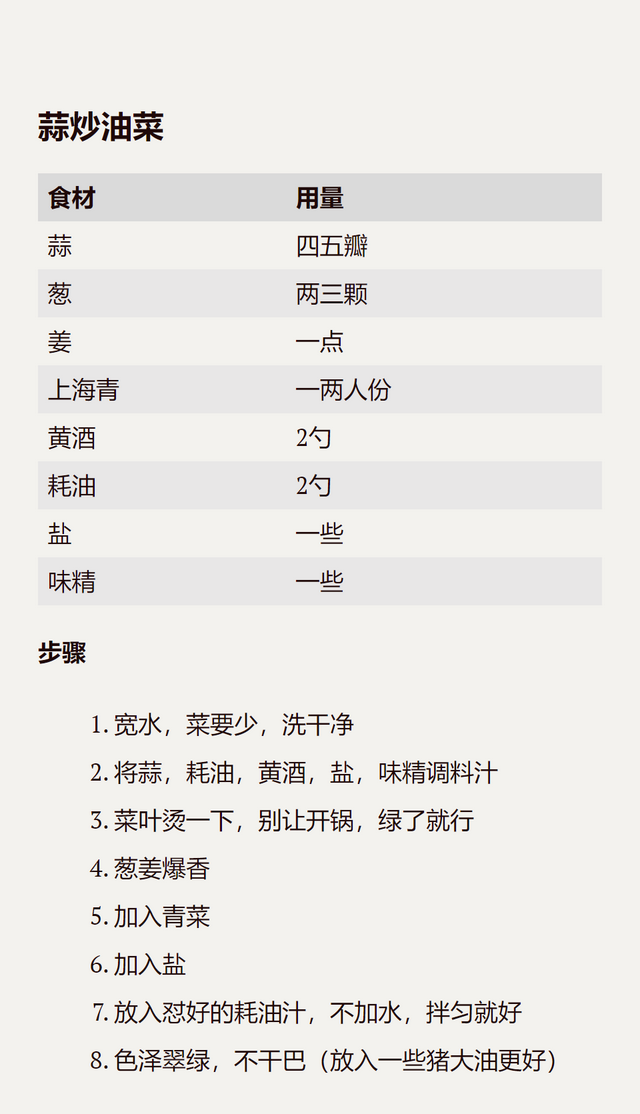 蒜炒油菜
食材 用量
蒜 四五瓣
葱 两三颗
姜 一点
上海青 一两人份
黄酒 2勺
耗油 2勺
盐 一些
味精 一些
步骤
1. 宽水，菜要少，洗干净
2. 将蒜，耗油，黄酒，盐，味精调料汁
3. 菜叶烫一下，别让开锅，绿了就行
4. 葱姜爆香
5. 加入青菜
6. 加入盐
7. 放入怼好的耗油汁，不加水，拌匀就好
8. 色泽翠绿，不干巴（放入一些猪大油更好）